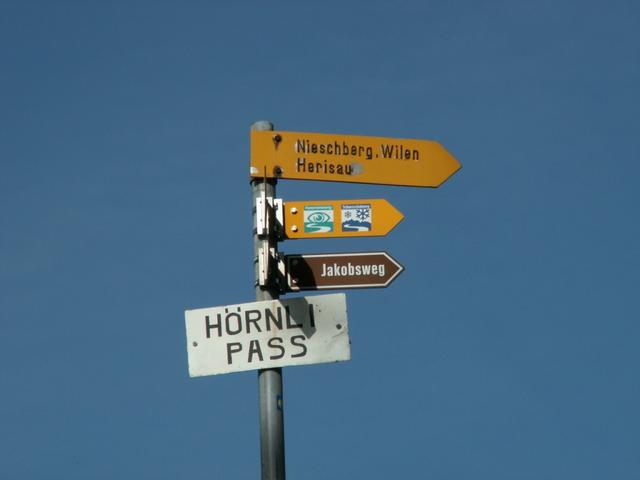 Nieschberg. Wilen
Herisau
Jakobsweg
HÖRNLI
PASS